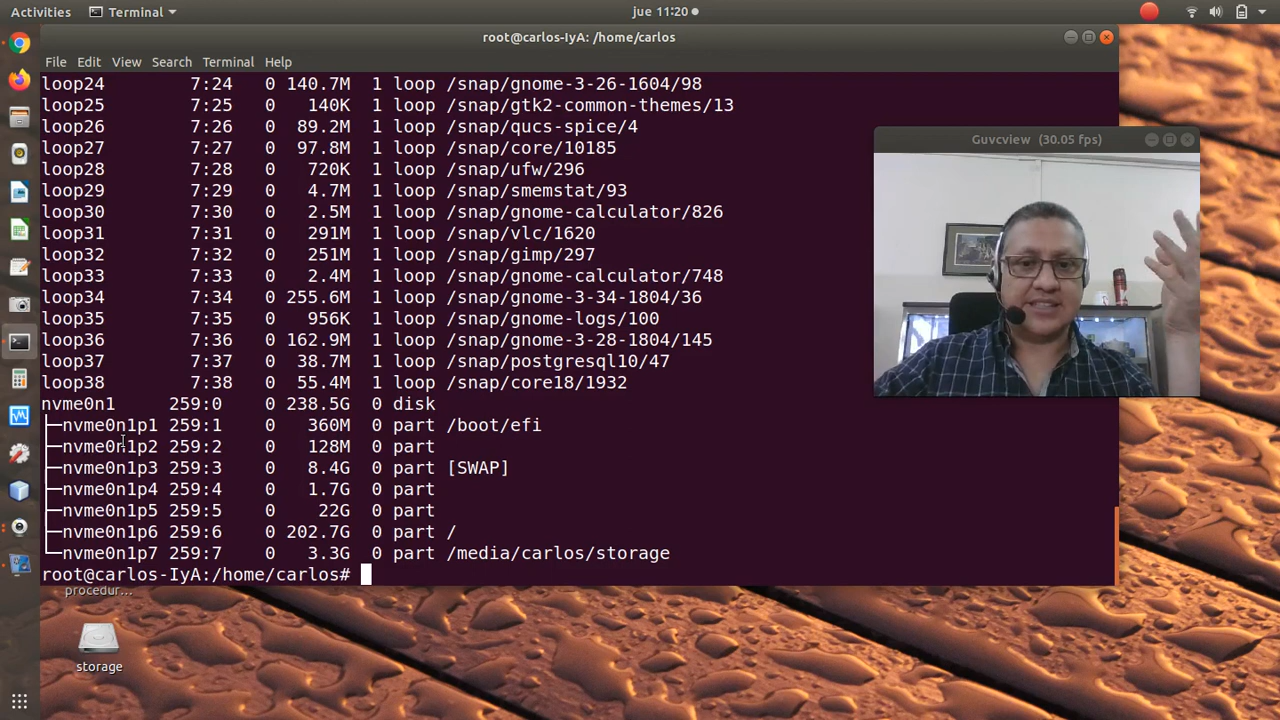 Activities
Terminal
jue 11:20
root@carlos-IyA: /home/carlos
File Edit View Search Terminal Help
loop24 7:24 0 140.7M 1 loop /snap/gnome-3-26-1604/98
loop25 7:25 0 140K 1 loop /snap/gtk2-common-themes/13
loop26 7:26 0 89.2M 1 loop /snap/qucs-spice/4
loop27 7:27 0 97.8M 1 loop /snap/core/10185
loop28 7:28 0 720K 1 loop /snap/ufw/296
loop29 7:29 0 4.7M 1 loop /snap/smemstat/93
loop30 7:30 0 2.5M 1 loop /snap/gnome-calculator/826
loop31 7:31 0 291M 1 loop /snap/vlc/1620
loop32 7:32 0 251M 1 loop /snap/gimp/297
loop33 7:33 0 2.4M 1 loop /snap/gnome-calculator/748
loop34 7:34 0 255.6M 1 loop /snap/gnome-3-34-1804/36
loop35 7:35 0 956K 1 loop /snap/gnome-logs/100
loop36 7:36 0 162.9M 1 loop /snap/gnome-3-28-1804/145
loop37 7:37 0 38.7M 1 loop /snap/postgresql10/47
loop38 7:38 0 55.4M 1 loop /snap/core18/1932
nvme0n1 259:0 0 238.5G 0 disk
├─nvme0n1p1 259:1 0 360M 0 part /boot/efi
├─nvme0n1p2 259:2 0 128M 0 part
├─nvme0n1p3 259:3 0 8.4G 0 part [SWAP]
├─nvme0n1p4 259:4 0 1.7G 0 part
├─nvme0n1p5 259:5 0 22G 0 part
├─nvme0n1p6 259:6 0 202.7G 0 part /
└─nvme0n1p7 259:7 0 3.3G 0 part /media/carlos/storage
root@carlos-IyA:/home/carlos#
Guvcview (30.05 fps)
procedur...
storage